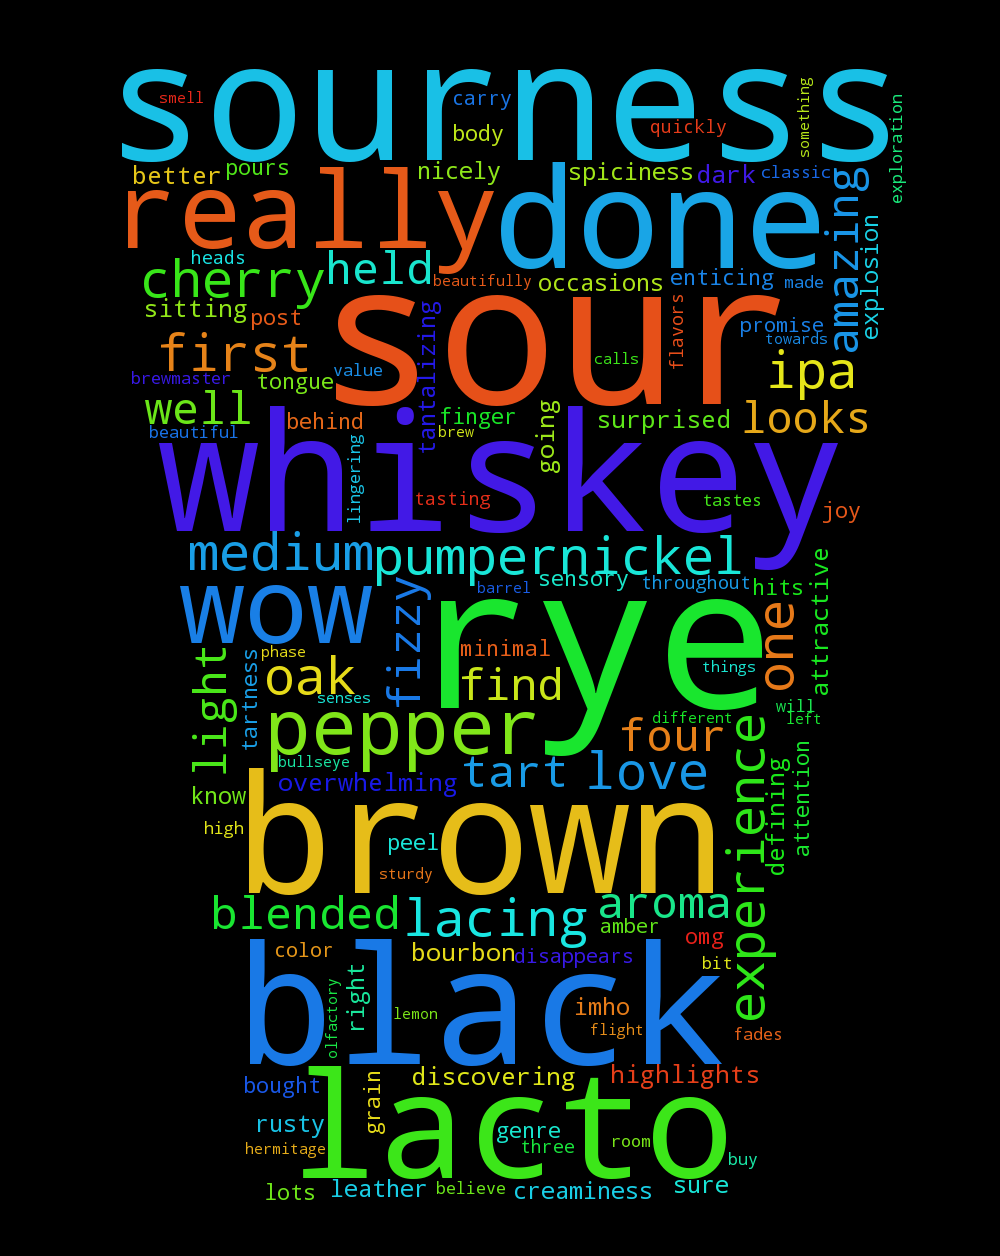 sourness
smell
carry
body
quickly
something
exploration
better
pours
nicely
spiciness
dark
classic
really
done
amazing
explosion
heads
cherry
held
beautifully
occasions
enticing
made
sitting
post
sour
flavors
promise
towards
tantalizing
first
value
calls
ipa
brewmaster
tongue
well
behind
finger
going
surprised
looks
beautiful
brew
lingering
whiskey
tasting
tastes
joy
medium
pumpernickel
sensory
throughout
hits
attractive
barrel
wow
fizzy
rye
one
phase
minimal
light
tartness
oak
senses
find
things
will
left
pepper
four
different
experience
bullseye
overwhelming
tart
love
defining
attention
know
high
brown
peel
sturdy
blended
lacing
aroma
amber
omg
color
bourbon
disappears
bit
black
olfactory
right
lemon
imho
flight
fades
bought
grain
discovering
highlights
lacto
rusty
genre
three
room
hermitage
buy
lots
leather
believe
creaminess
sure